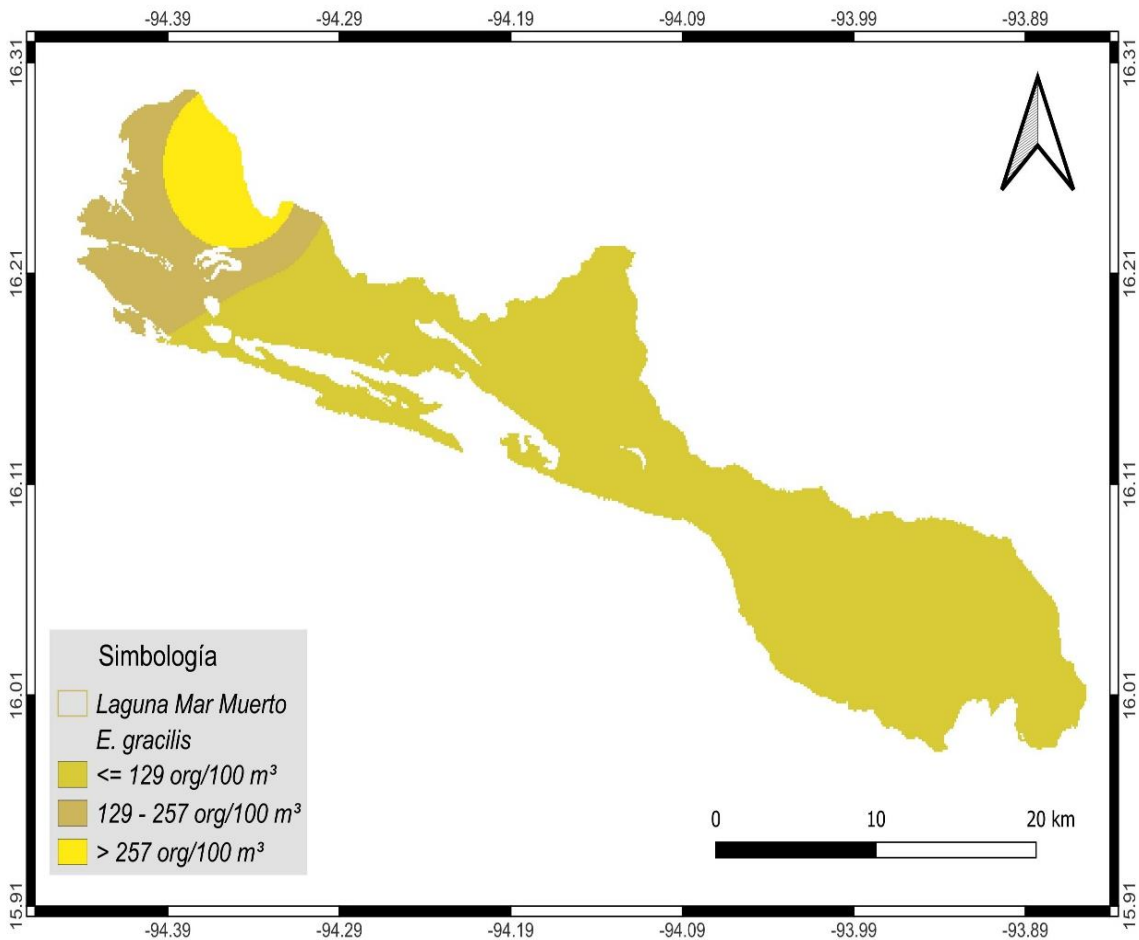 -94.39 -94.29 -94.19 -94.09 -93.99 -93.89
16.31 16.31
16.21 16.21
16.11 16.11
16.01 16.01
15.91 15.91
Simbología
Laguna Mar Muerto
E. gracilis
<= 129 org/100 m³
129 - 257 org/100 m³
> 257 org/100 m³
0 10 20 km
-94.39 -94.29 -94.19 -94.09 -93.99 -93.89